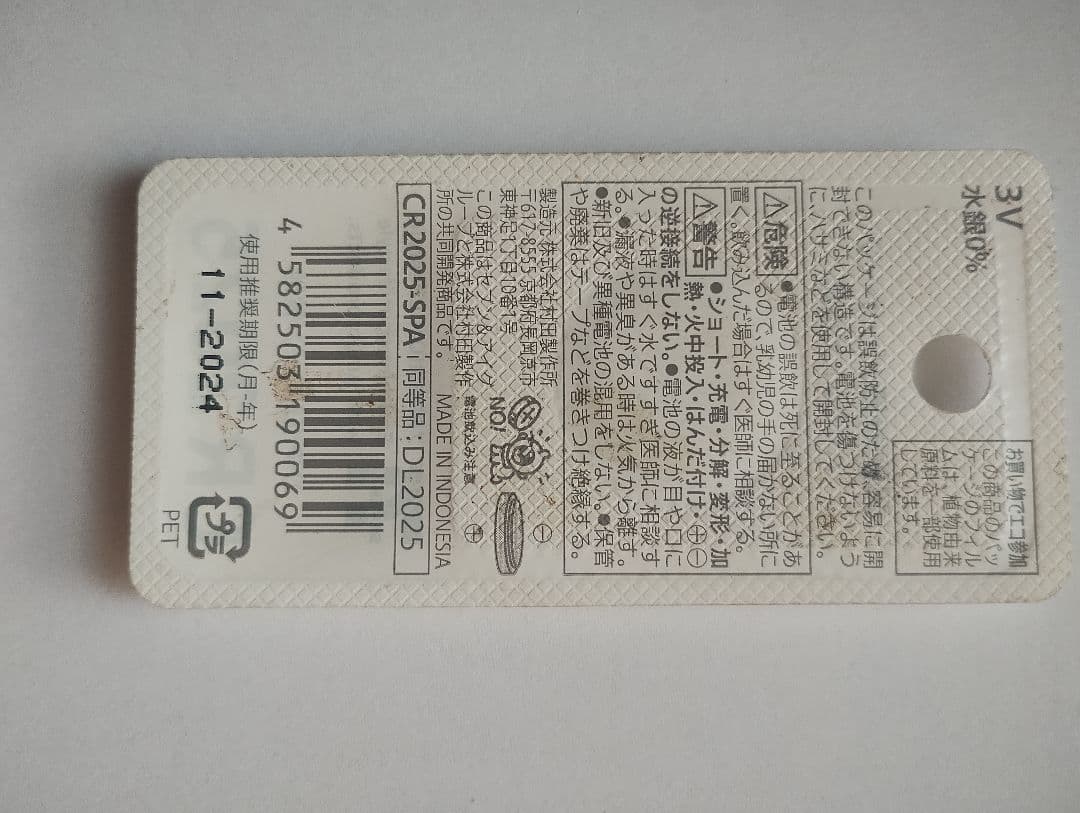 3V
水銀0%
お買い物でエコ参加
この商品のパッ
ケージのフィル
ムは、植物由来
原料を一部使用
しています。
このパッケージは誤飲防止のため、容易に開
封できない構造です。電池を傷つけないよう
に、ハサミなどを使用して開封してください。
⚠危険 ●電池の誤飲は死に至ることがあ
るので、乳幼児の手の届かない所に
置く。飲み込んだ場合はすぐ医師に相談する。
⚠警告 ●ショート・充電・分解・変形・加
熱・火中投入・はんだ付け・⊕⊖
の逆接続をしない。●電池の液が目や口に
入った時はすぐ水ですすぎ医師に相談す
る。●漏液や異臭がある時は火気から離す。
●新旧及び異種電池の混用をしない。●保管
や廃棄はテープなどを巻きつけ絶縁する。
製造元 株式会社村田製作所
〒617-8555 京都府長岡京市
東神足1丁目10番1号
この商品はセブン&アイグ
ループと株式会社村田製作
所の共同開発商品です。
NO!
電池飲込み注意
⊖
⊕
MADE IN INDONESIA
CR2025-SPA 同等品:DL2025
4 582503 190069
使用推奨期限(月-年)
11-2024
プラ
PET